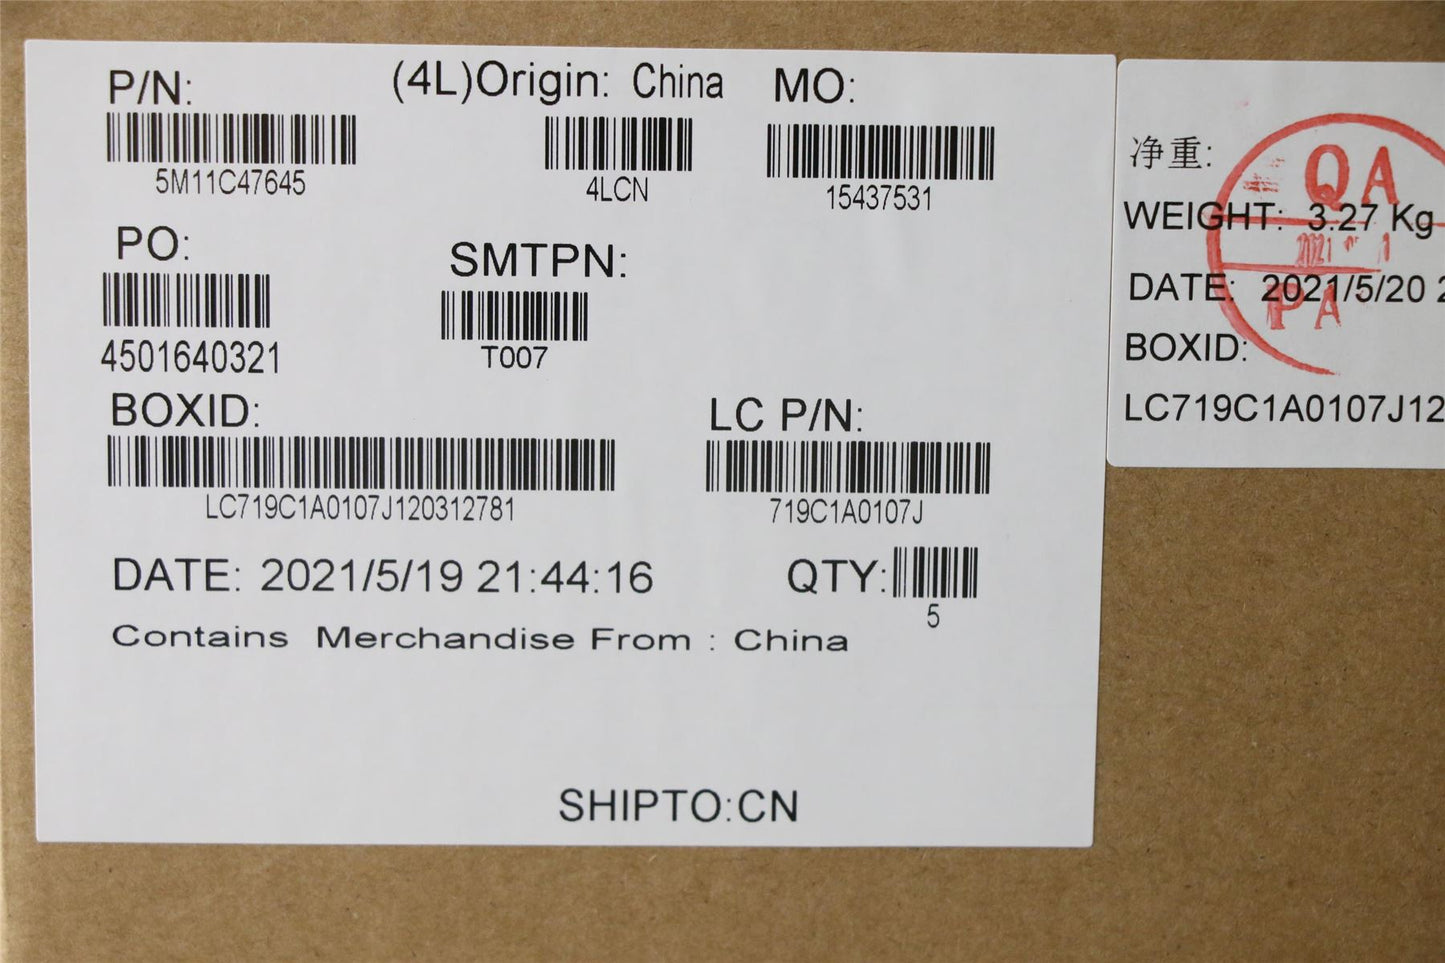 P/N:
(4L)Origin: China
MO:
5M11C47645
4LCN
15437531
PO:
SMTPN:
4501640321
T007
BOXID:
LC P/N:
LC719C1A0107J120312781
719C1A0107J
DATE: 2021/5/19 21:44:16
QTY:
5
Contains Merchandise From : China
SHIPTO:CN
净重:
QA
WEIGHT: 3.27 Kg
2021
DATE: 2021/5/20
PA
BOXID:
LC719C1A0107J12